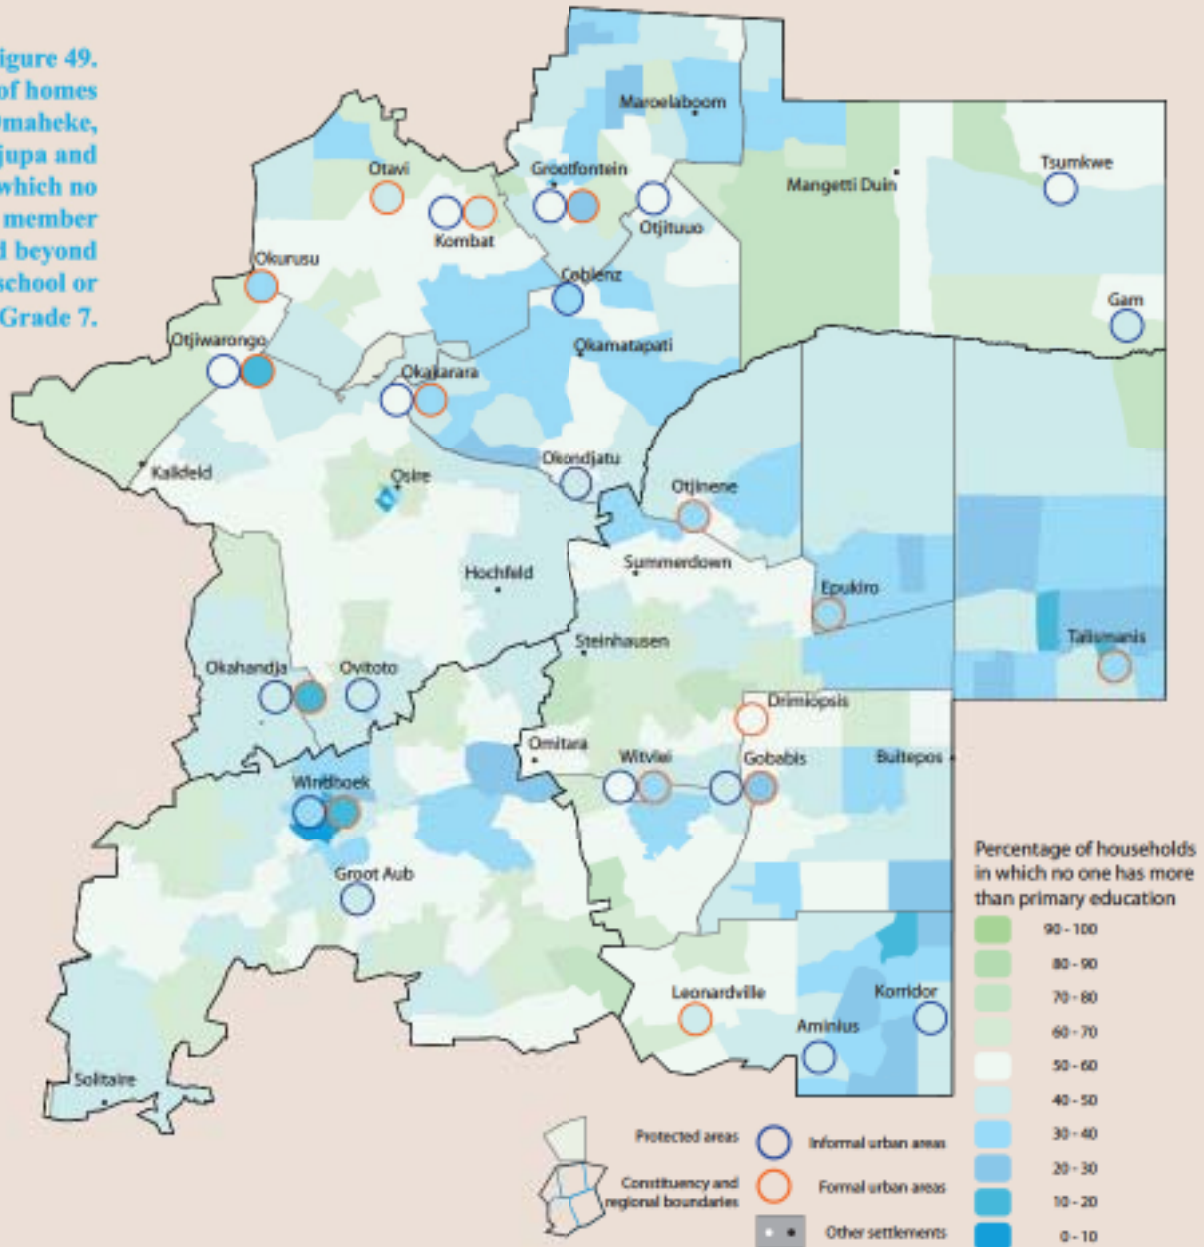 igure 49.
of homes
maheke,
jupa and
which no
member
d beyond
school or
Grade 7.
Maroelaboom
Otavi
Grootfontein
Tsumkwe
Mangetti Duin
Kombat
Otjituuo
Okurusu
Coblenz
Gam
Otjiwarongo
Okamatapati
Okakarara
Kalkfeld
Osire
Okondjatu
Otjinene
Hochfeld
Summerdown
Epukiro
Steinhausen
Talismanis
Okahandja
Ovitoto
Drimiopsis
Omitara
Witvlei
Gobabis
Buitepos
Windhoek
Groot Aub
Leonardville
Korridor
Aminius
Solitaire
Percentage of households
in which no one has more
than primary education
90 - 100
80 - 90
70 - 80
60 - 70
50 - 60
40 - 50
30 - 40
20 - 30
10 - 20
0 - 10
Protected areas
Constituency and
regional boundaries
Informal urban areas
Formal urban areas
Other settlements